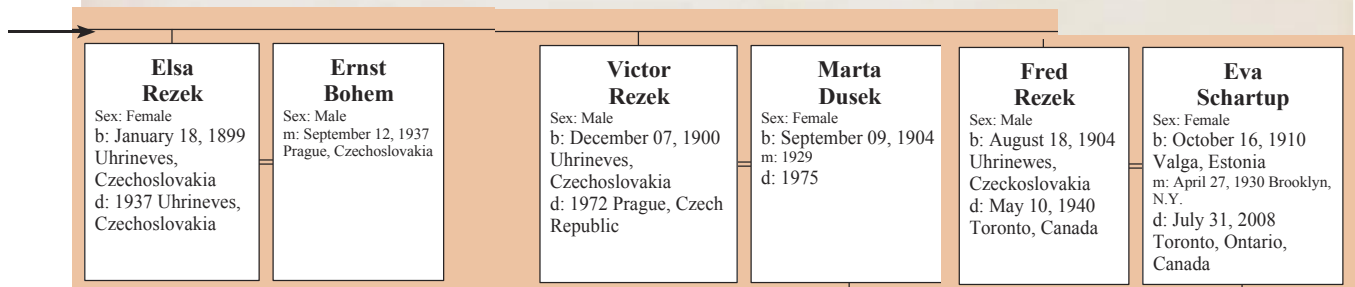 Elsa
Rezek
Sex: Female
b: January 18, 1899
Uhrineves,
Czechoslovakia
d: 1937 Uhrineves,
Czechoslovakia
Ernst
Bohem
Sex: Male
m: September 12, 1937
Prague, Czechoslovakia
Victor
Rezek
Sex: Male
b: December 07, 1900
Uhrineves,
Czechoslovakia
d: 1972 Prague, Czech
Republic
Marta
Dusek
Sex: Female
b: September 09, 1904
m: 1929
d: 1975
Fred
Rezek
Sex: Male
b: August 18, 1904
Uhrinewes,
Czeckoslovakia
d: May 10, 1940
Toronto, Canada
Eva
Schartup
Sex: Female
b: October 16, 1910
Valga, Estonia
m: April 27, 1930 Brooklyn,
N.Y.
d: July 31, 2008
Toronto, Ontario,
Canada